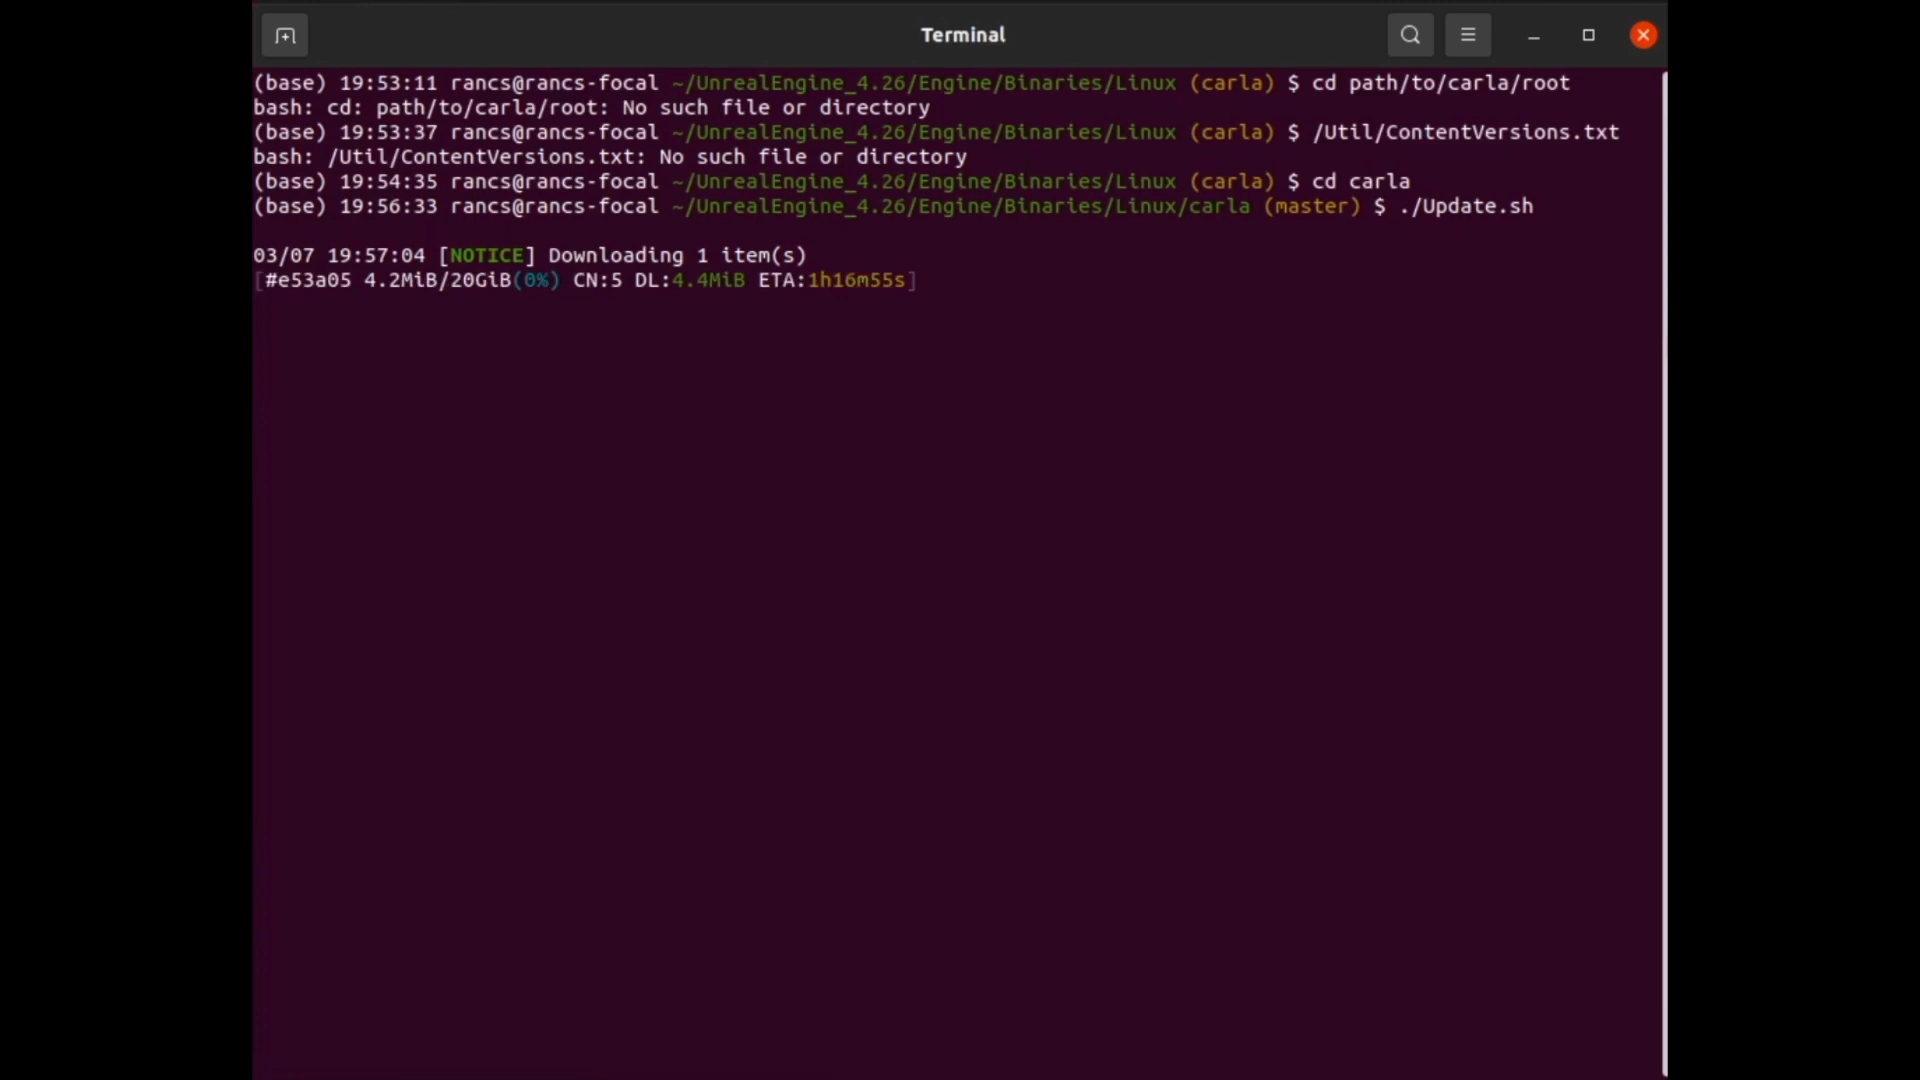 Terminal
(base) 19:53:11 rancs@rancs-focal ~/UnrealEngine_4.26/Engine/Binaries/Linux (carla) $ cd path/to/carla/root
bash: cd: path/to/carla/root: No such file or directory
(base) 19:53:37 rancs@rancs-focal ~/UnrealEngine_4.26/Engine/Binaries/Linux (carla) $ /Util/ContentVersions.txt
bash: /Util/ContentVersions.txt: No such file or directory
(base) 19:54:35 rancs@rancs-focal ~/UnrealEngine_4.26/Engine/Binaries/Linux (carla) $ cd carla
(base) 19:56:33 rancs@rancs-focal ~/UnrealEngine_4.26/Engine/Binaries/Linux/carla (master) $ ./Update.sh
03/07 19:57:04 [NOTICE] Downloading 1 item(s)
[#e53a05 4.2MiB/20GiB(0%) CN:5 DL:4.4MiB ETA:1h16m55s]